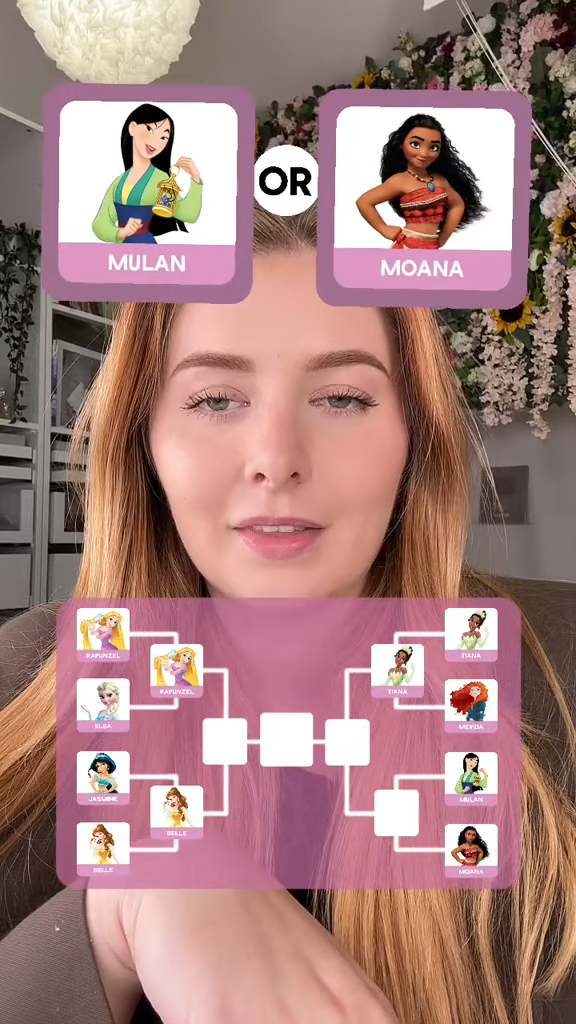 OR
MULAN
MOANA
RAPUNZEL
TIANA
RAPUNZEL
TIANA
ELSA
MERIDA
JASMINE
MULAN
BELLE
BELLE
MOANA